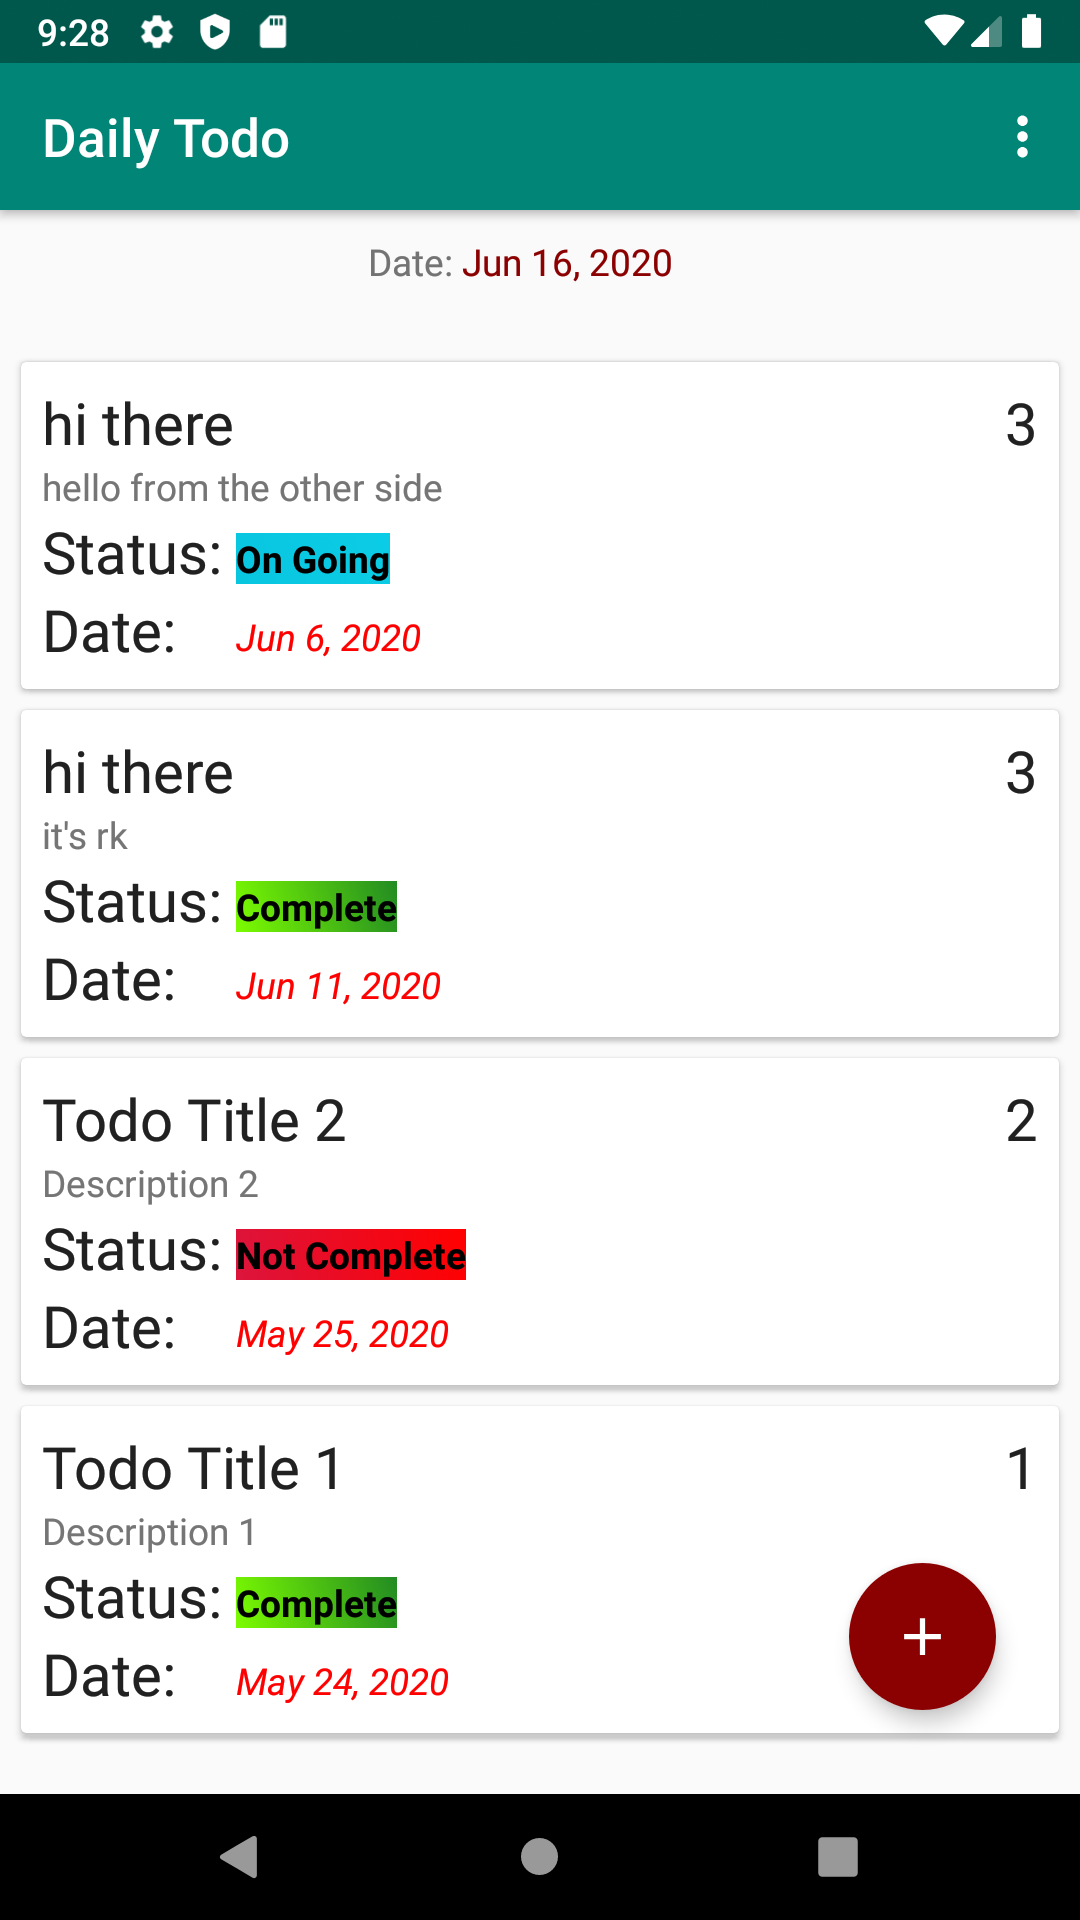 9:28
Daily Todo
Date: Jun 16, 2020
hi there 3
hello from the other side
Status: On Going
Date: Jun 6, 2020
hi there 3
it's rk
Status: Complete
Date: Jun 11, 2020
Todo Title 2 2
Description 2
Status: Not Complete
Date: May 25, 2020
Todo Title 1 1
Description 1
Status: Complete
Date: May 24, 2020